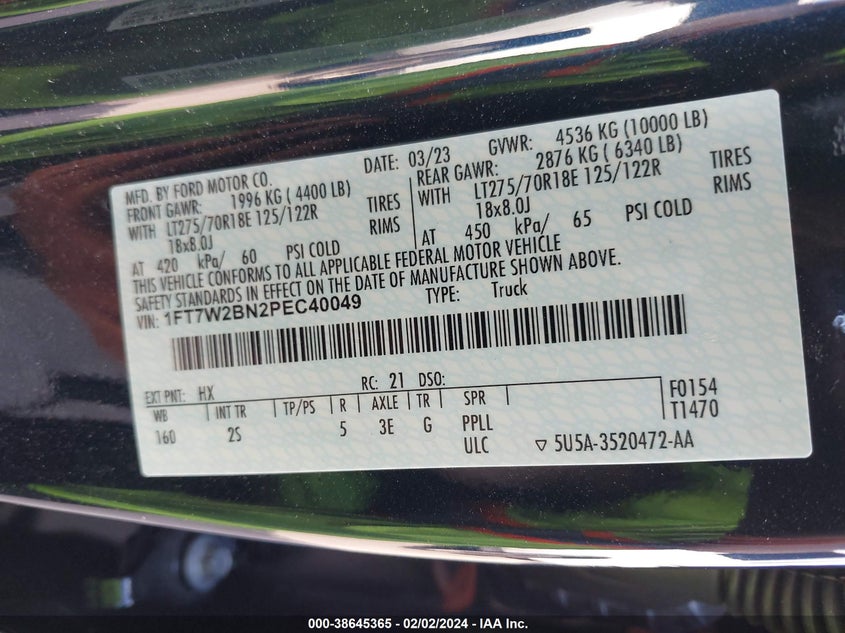 MFD. BY FORD MOTOR CO.
DATE: 03/23
GVWR: 4536 KG (10000 LB)
FRONT GAWR: 1996 KG ( 4400 LB)
REAR GAWR: 2876 KG ( 6340 LB)
WITH LT275/70R18E 125/122R TIRES
WITH LT275/70R18E 125/122R TIRES
18x8.0J RIMS
18x8.0J RIMS
AT 420 kPa/ 60 PSI COLD
AT 450 kPa/ 65 PSI COLD
THIS VEHICLE CONFORMS TO ALL APPLICABLE FEDERAL MOTOR VEHICLE
SAFETY STANDARDS IN EFFECT ON THE DATE OF MANUFACTURE SHOWN ABOVE.
VIN: 1FT7W2BN2PEC40049
TYPE: Truck
EXT PNT: HX
RC: 21 DSO:
WB INT TR TP/PS R AXLE TR SPR
160 2S 5 3E G PPLL
ULC
F0154
T1470
5U5A-3520472-AA
000-38645365 - 02/02/2024 - IAA Inc.